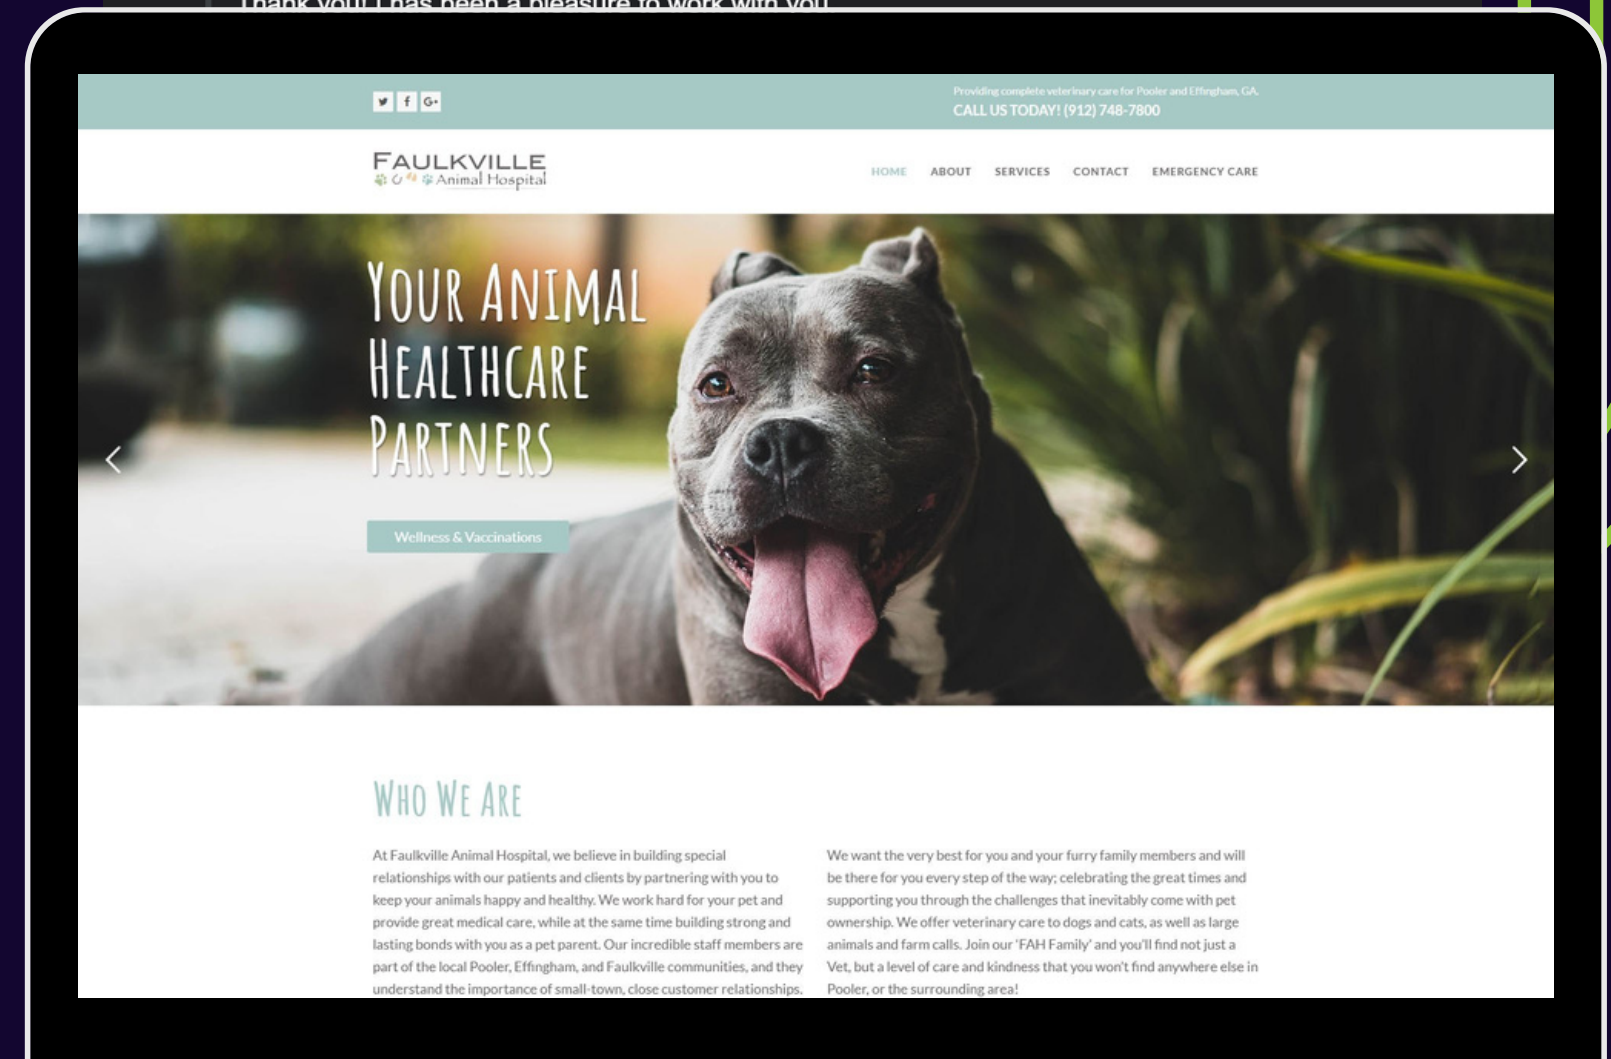 Thank you! I has been a pleasure to work with you
Providing complete veterinary care for Pooler and Effingham, GA.
CALL US TODAY! (912) 748-7800
FAULKVILLE
Animal Hospital
HOME ABOUT SERVICES CONTACT EMERGENCY CARE
YOUR ANIMAL
HEALTHCARE
PARTNERS
Wellness & Vaccinations
WHO WE ARE
At Faulkville Animal Hospital, we believe in building special
relationships with our patients and clients by partnering with you to
keep your animals happy and healthy. We work hard for your pet and
provide great medical care, while at the same time building strong and
lasting bonds with you as a pet parent. Our incredible staff members are
part of the local Pooler, Effingham, and Faulkville communities, and they
understand the importance of small-town, close customer relationships.
We want the very best for you and your furry family members and will
be there for you every step of the way; celebrating the great times and
supporting you through the challenges that inevitably come with pet
ownership. We offer veterinary care to dogs and cats, as well as large
animals and farm calls. Join our 'FAH Family' and you'll find not just a
Vet, but a level of care and kindness that you won't find anywhere else in
Pooler, or the surrounding area!